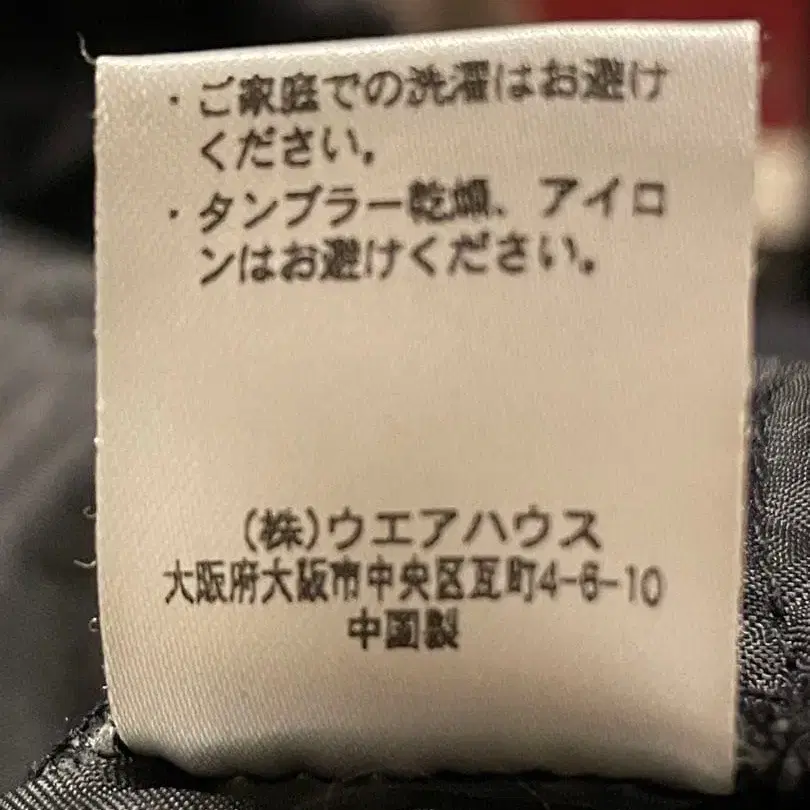 ・ご家庭での洗濯はお避け
ください。
・タンブラー乾燥、アイロ
ンはお避けください。
(株)ウエアハウス
大阪府大阪市中央区瓦町4-6-10
中国製